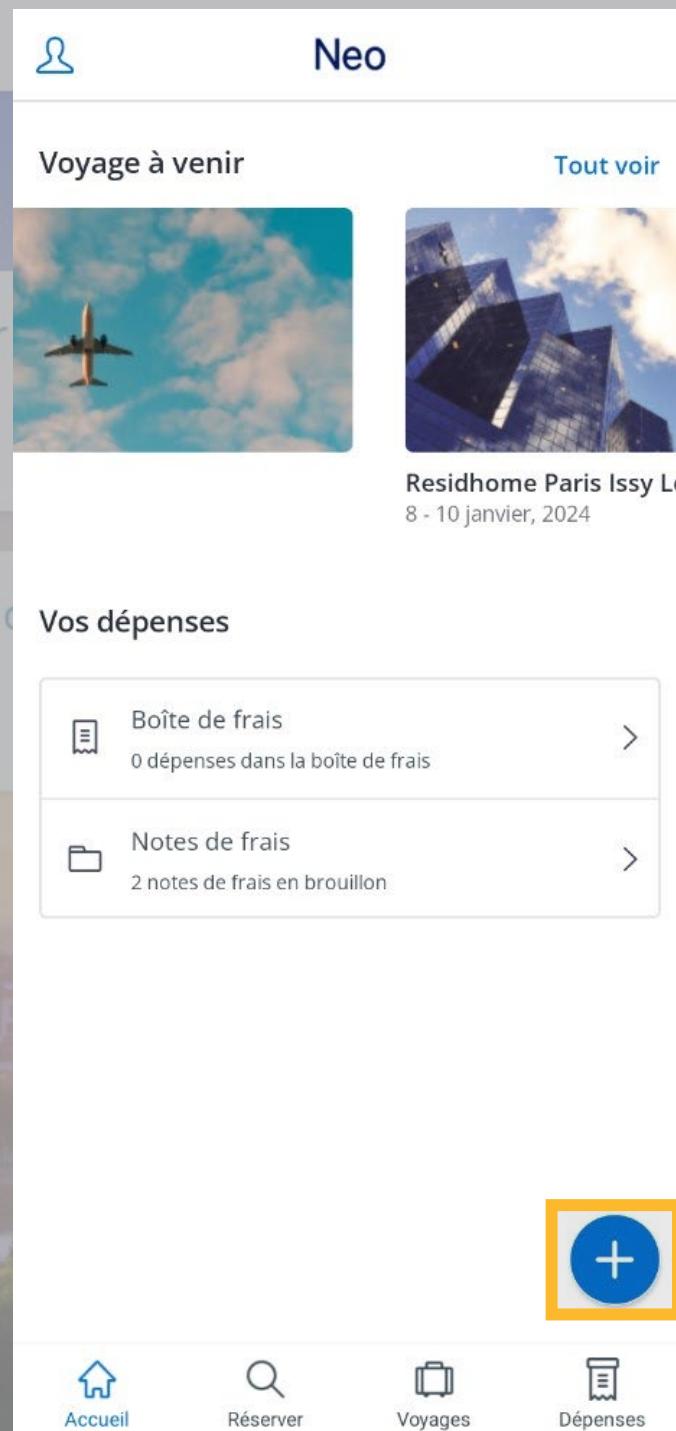 Neo
Voyage à venir
Tout voir
Residhome Paris Issy
8 - 10 janvier, 2024
Vos dépenses
Boîte de frais
0 dépenses dans la boîte de frais
Notes de frais
2 notes de frais en brouillon
Accueil
Réserver
Voyages
Dépenses